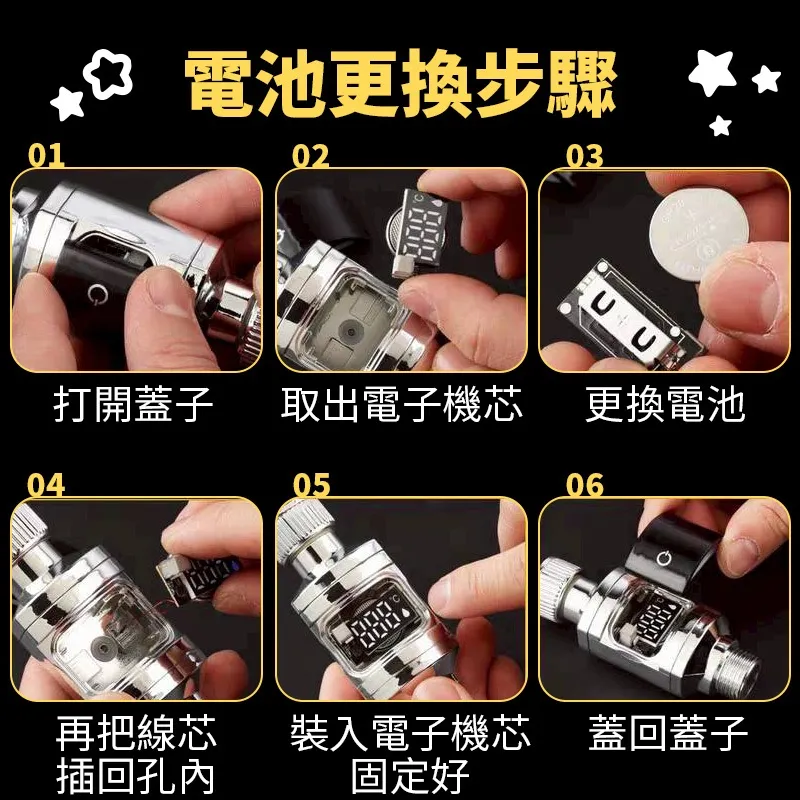 電池更換步驟
01
02
03
打開蓋子
取出電子機芯
更換電池
04
05
06
再把線芯
插回孔內
裝入電子機芯
固定好
蓋回蓋子